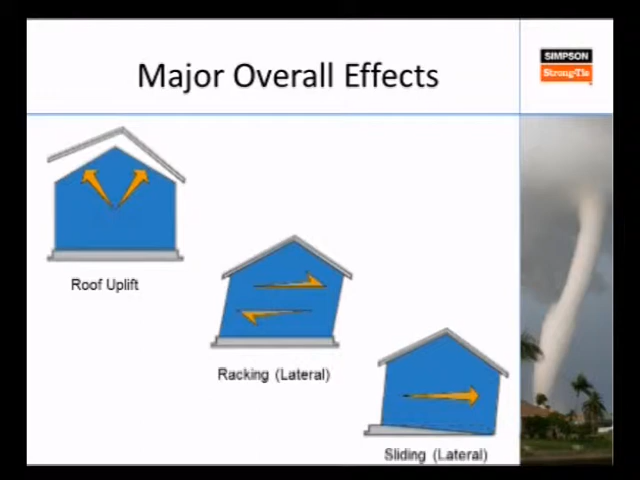 Major Overall Effects
SIMPSON
Strong-Tie
Roof Uplift
Racking (Lateral)
Sliding (Lateral)